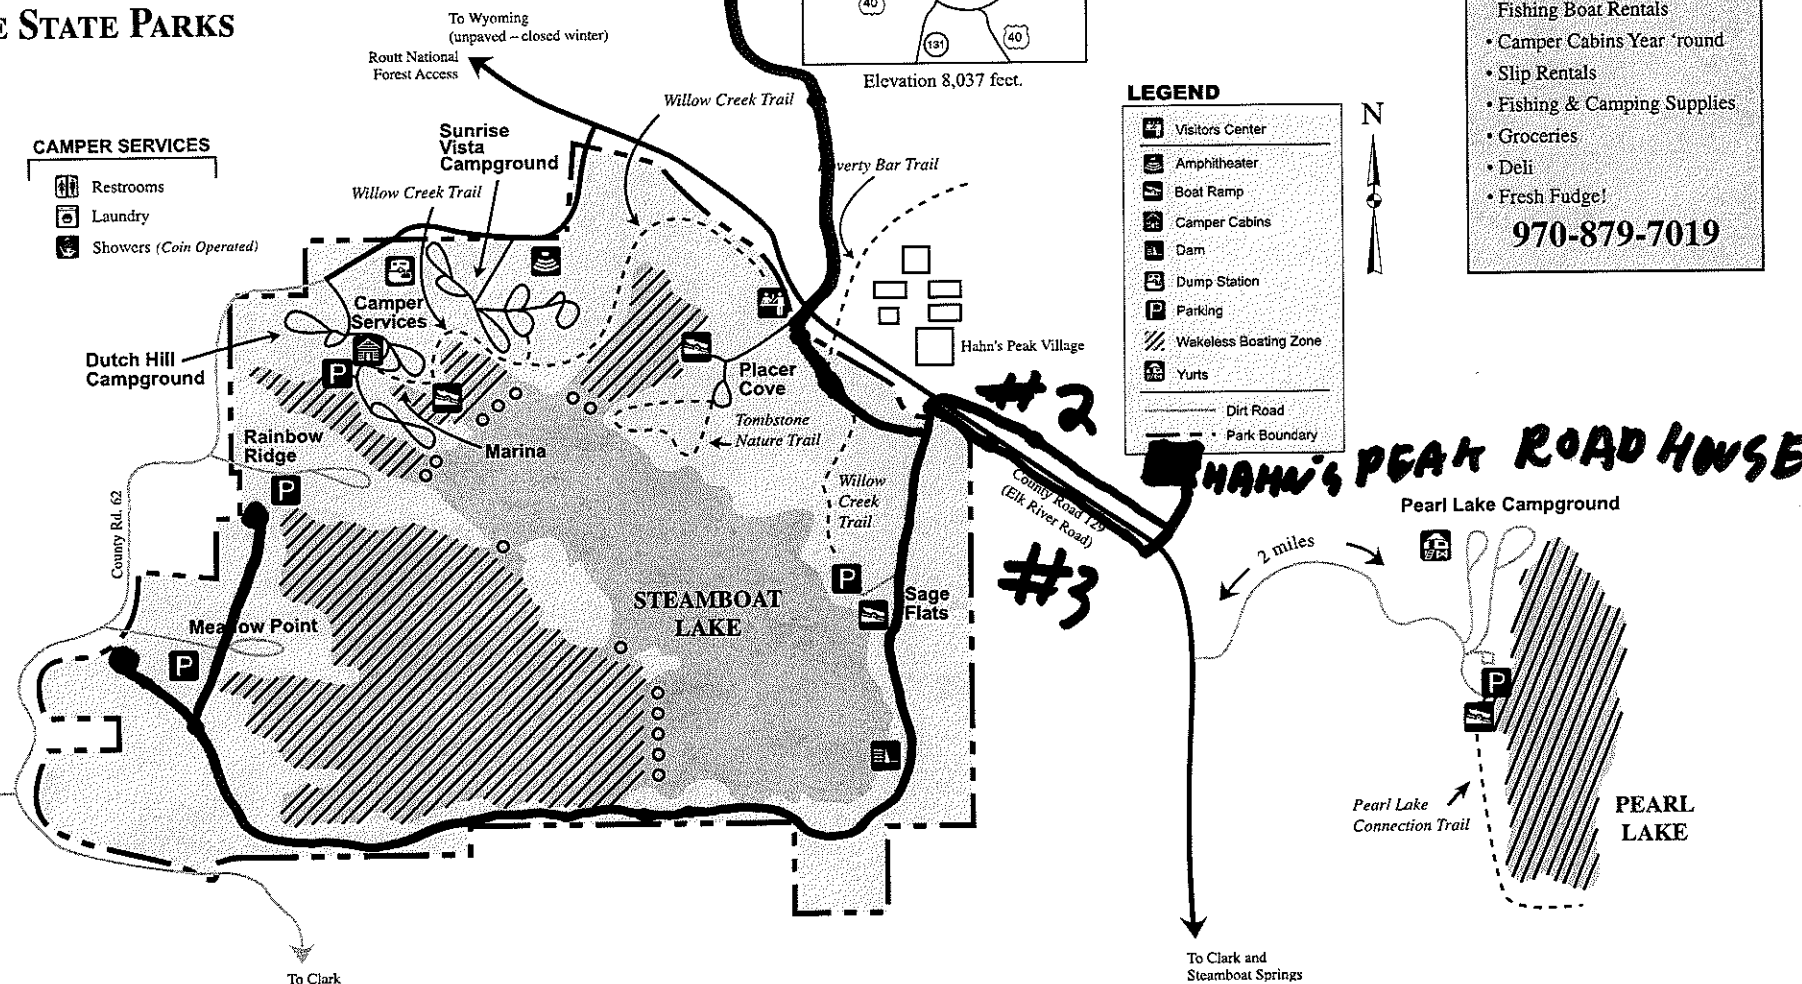 STATE PARKS
To Wyoming
(unpaved – closed winter)
Routt National
Forest Access
40
131
40
Elevation 8,037 feet.
Fishing Boat Rentals
• Camper Cabins Year 'round
• Slip Rentals
• Fishing & Camping Supplies
• Groceries
• Deli
• Fresh Fudge!
970-879-7019
CAMPER SERVICES
Restrooms
Laundry
Showers (Coin Operated)
LEGEND
Visitors Center
Amphitheater
Boat Ramp
Camper Cabins
Dam
Dump Station
P Parking
Wakeless Boating Zone
Yurts
Dirt Road
Park Boundary
N
Willow Creek Trail
Sunrise
Vista
Campground
Willow Creek Trail
verty Bar Trail
Camper
Services
Dutch Hill
Campground
P
Hahn's Peak Village
Placer
Cove
Tombstone
Nature Trail
Marina
Rainbow
Ridge
P
County Rd. 62
Willow
Creek
Trail
#2
HAHN'S PEAK ROADHOUSE
County Road 129
(Elk River Road)
#3
Pearl Lake Campground
2 miles
STEAMBOAT
LAKE
P
Sage
Flats
Meadow Point
P
P
Pearl Lake
Connection Trail
PEARL
LAKE
To Clark
To Clark and
Steamboat Springs